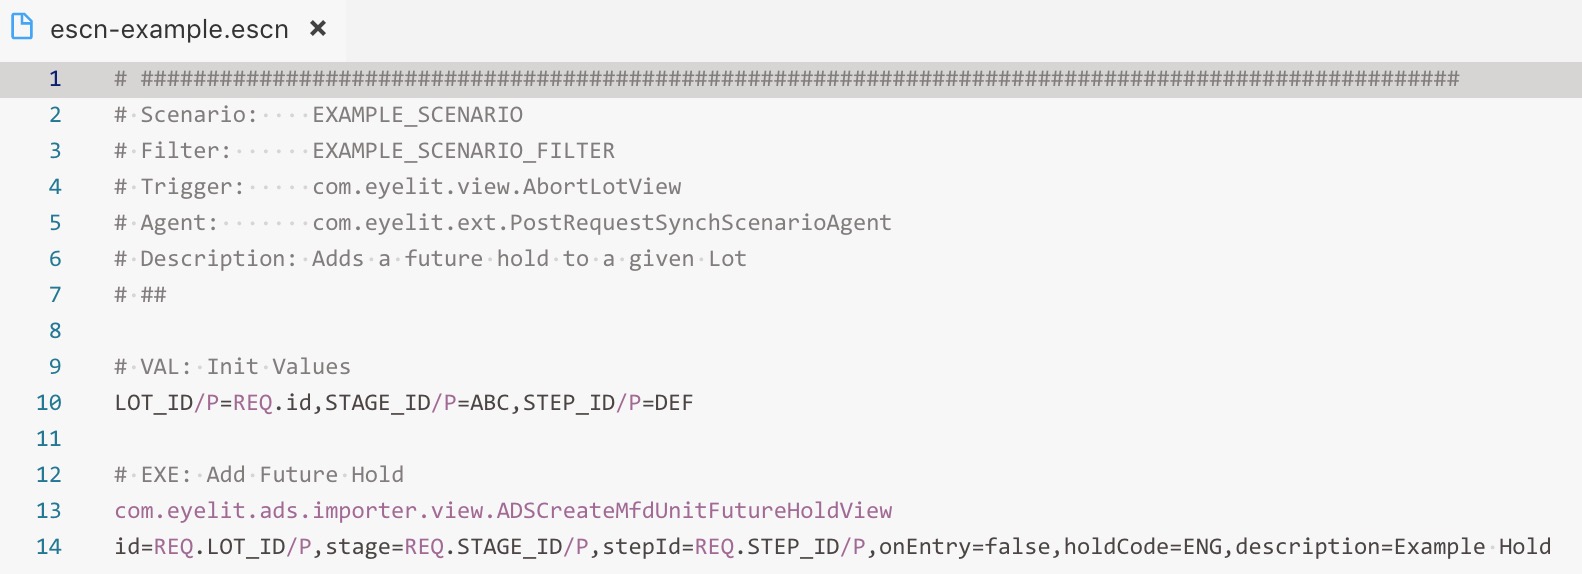 escn-example.escn ×
1 # ####################################################################################################
2 # Scenario:····EXAMPLE_SCENARIO
3 # Filter:······EXAMPLE_SCENARIO_FILTER
4 # Trigger:·····com.eyelit.view.AbortLotView
5 # Agent:·······com.eyelit.ext.PostRequestSynchScenarioAgent
6 # Description: Adds a future hold to a given Lot
7 # ##
8
9 # VAL: Init Values
10 LOT_ID/P=REQ.id,STAGE_ID/P=ABC,STEP_ID/P=DEF
11
12 # EXE: Add Future Hold
13 com.eyelit.ads.importer.view.ADSCreateMfdUnitFutureHoldView
14 id=REQ.LOT_ID/P,stage=REQ.STAGE_ID/P,stepId=REQ.STEP_ID/P,onEntry=false,holdCode=ENG,description=Example Hold